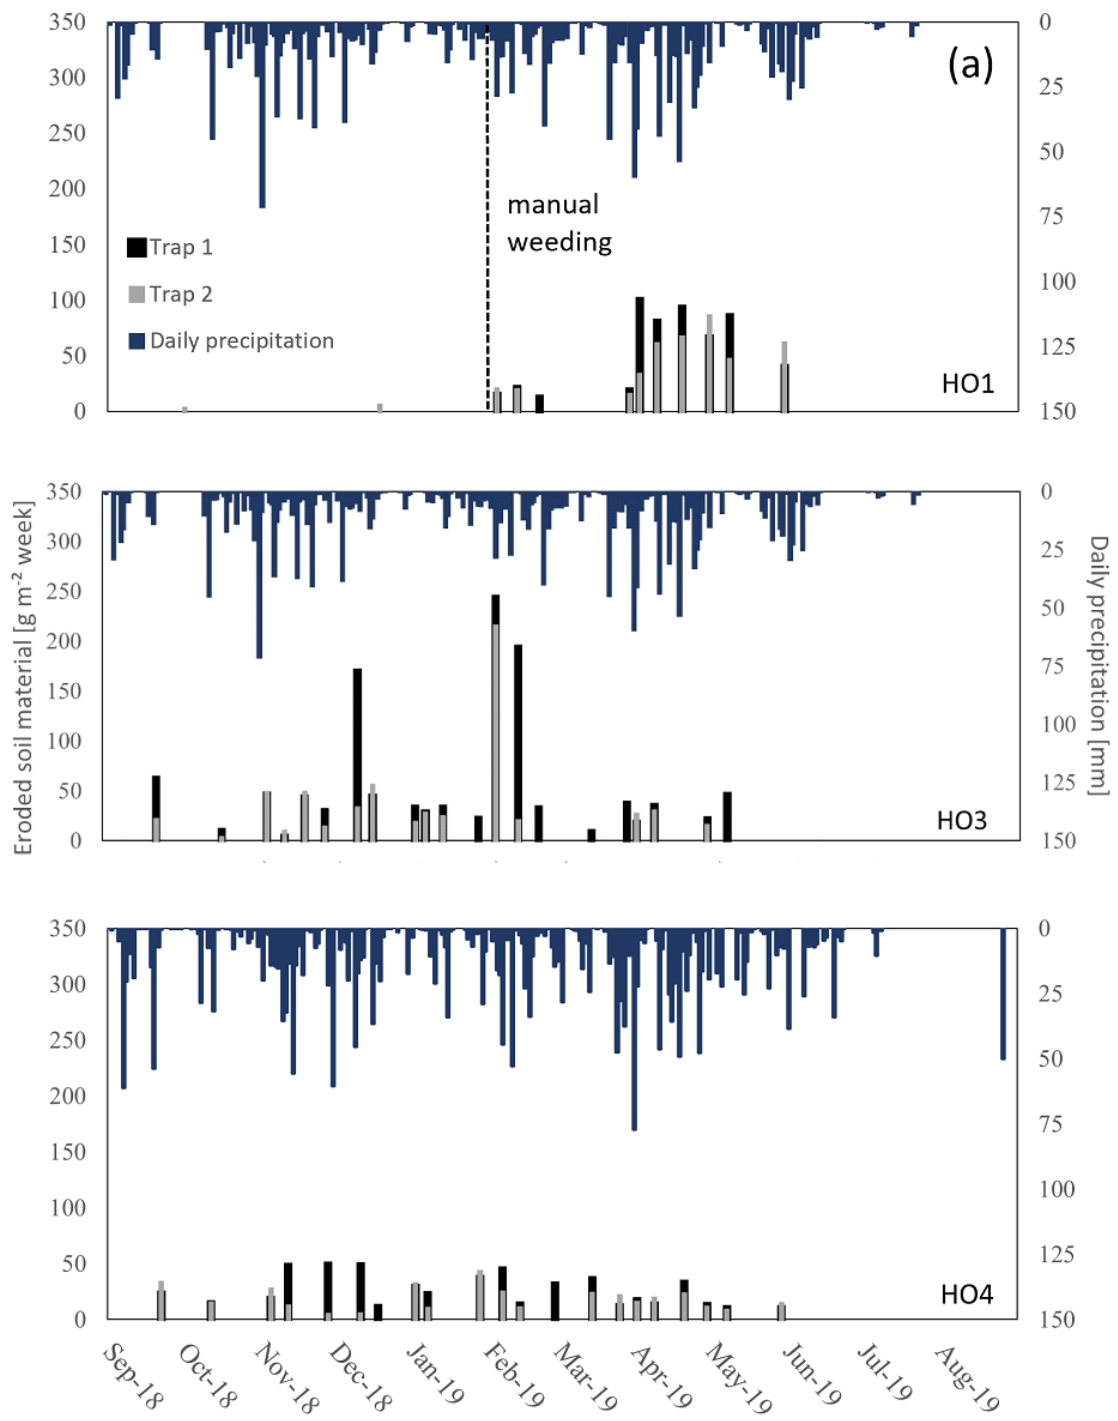 350
300
250
200
150
100
50
0
0
25
50
75
100
125
150
(a)
manual
weeding
Trap 1
Trap 2
Daily precipitation
HO1
Eroded soil material [g m⁻² week]
Daily precipitation [mm]
350
300
250
200
150
100
50
0
0
25
50
75
100
125
150
HO3
350
300
250
200
150
100
50
0
0
25
50
75
100
125
150
HO4
Sep-18
Oct-18
Nov-18
Dec-18
Jan-19
Feb-19
Mar-19
Apr-19
May-19
Jun-19
Jul-19
Aug-19